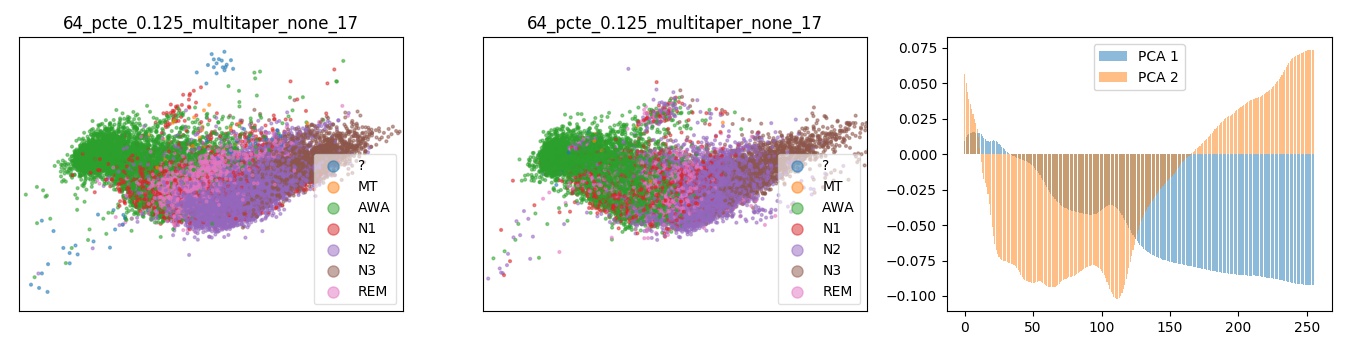 64_pcte_0.125_multitaper_none_17
?
MT
AWA
N1
N2
N3
REM
64_pcte_0.125_multitaper_none_17
?
MT
AWA
N1
N2
N3
REM
PCA 1
PCA 2
0.075
0.050
0.025
0.000
−0.025
−0.050
−0.075
−0.100
0
50
100
150
200
250